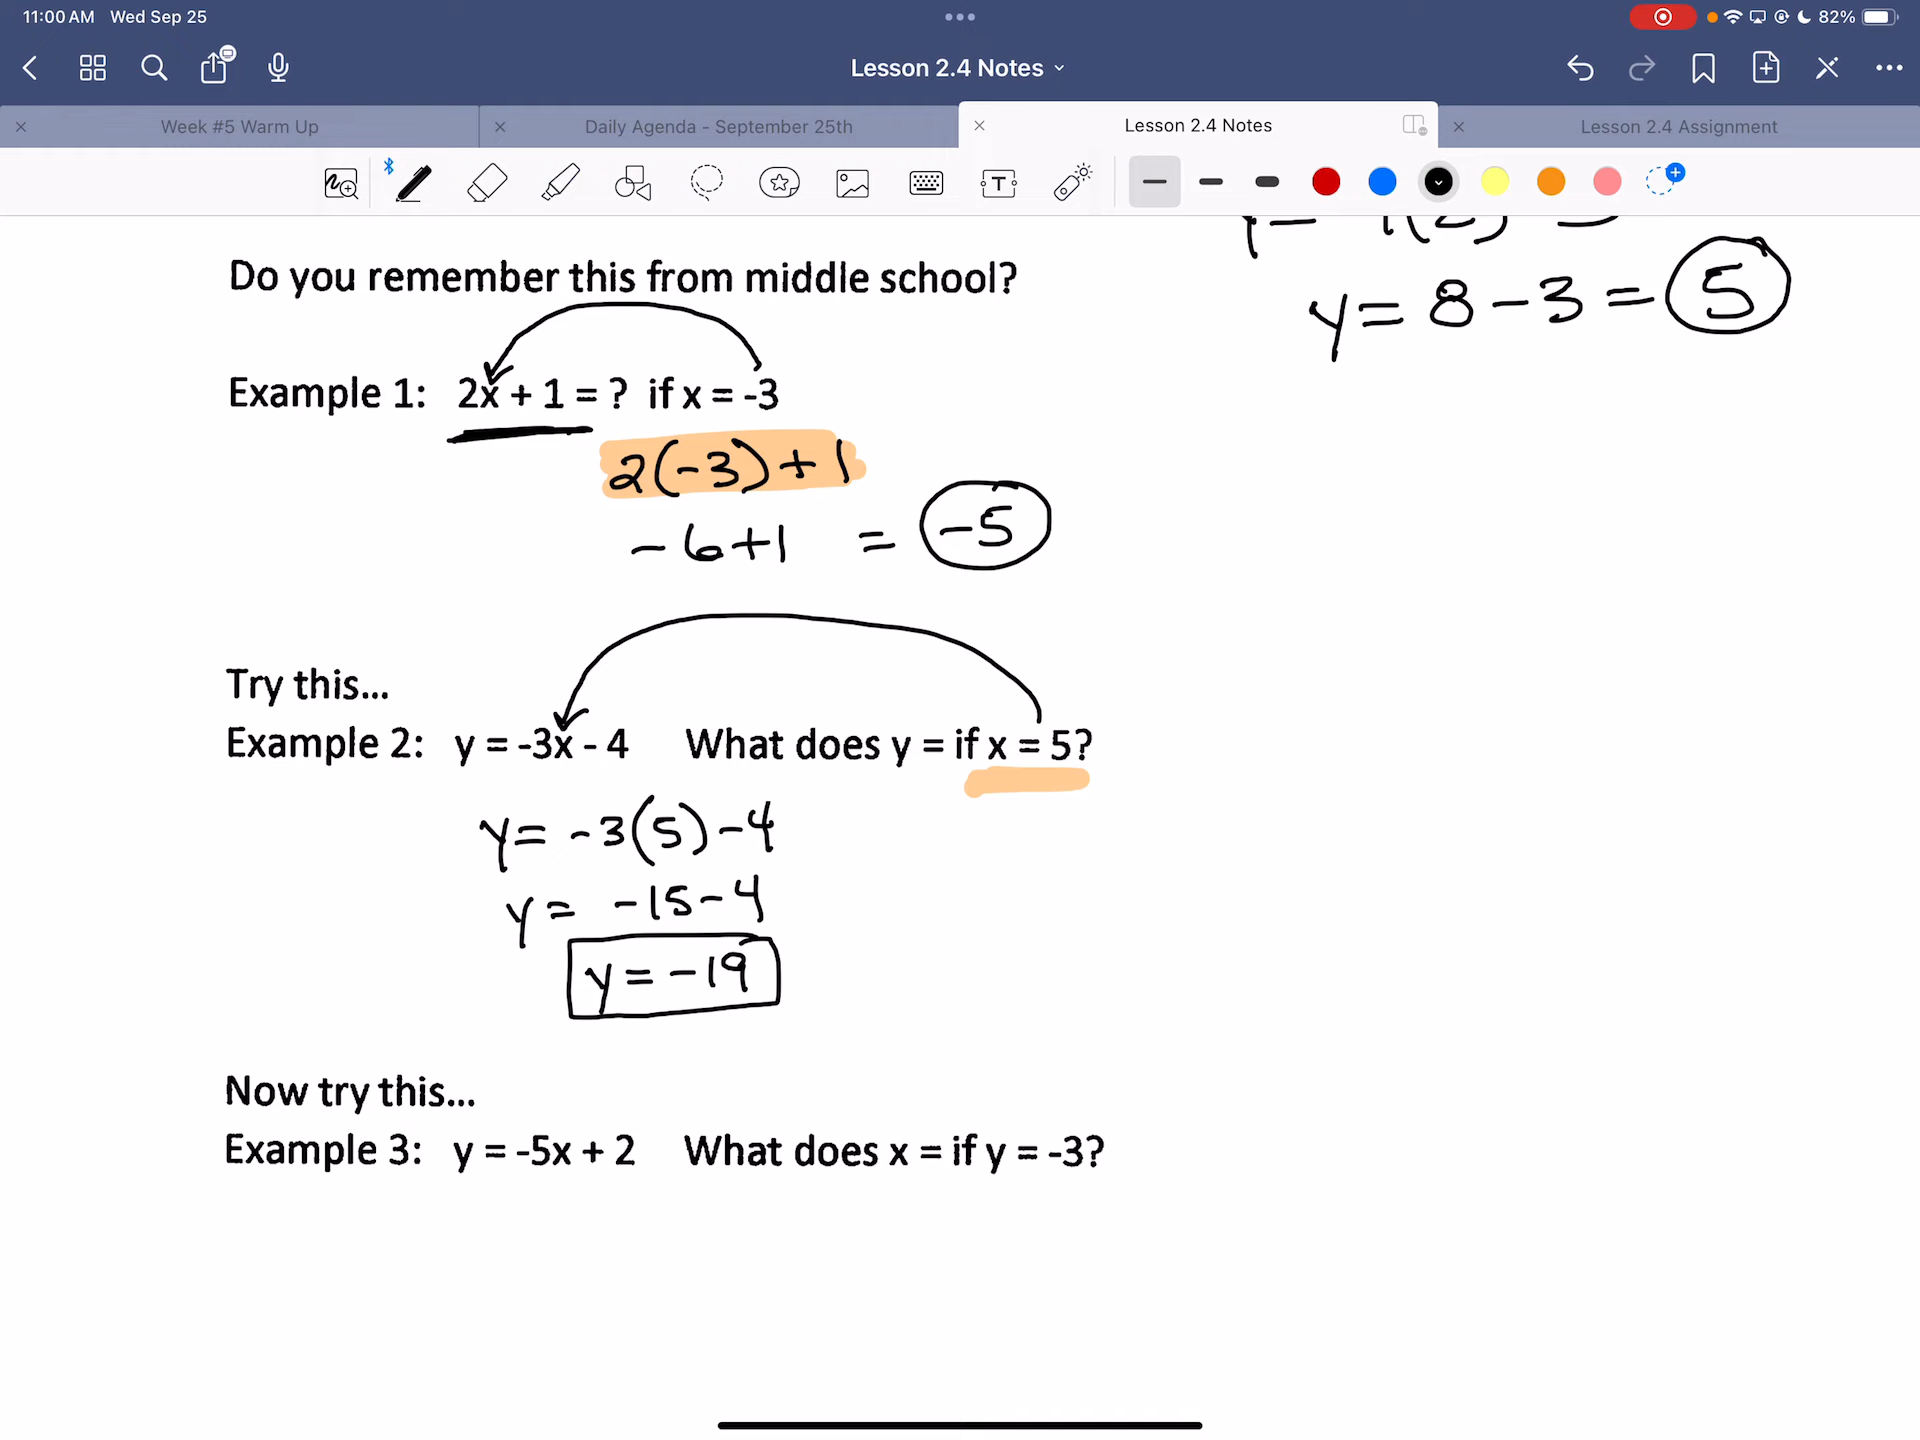 11:00 AM Wed Sep 25
82%
Lesson 2.4 Notes
Week #5 Warm Up
Daily Agenda - September 25th
Lesson 2.4 Notes
Lesson 2.4 Assignment
T
y = 8 - 3 = 5
Do you remember this from middle school?
Example 1: 2x + 1 = ? if x = -3
2(-3) + 1
- 6 + 1 = -5
Try this...
Example 2: y = -3x - 4 What does y = if x = 5?
y = -3(5) - 4
y = -15 - 4
y = -19
Now try this...
Example 3: y = -5x + 2 What does x = if y = -3?